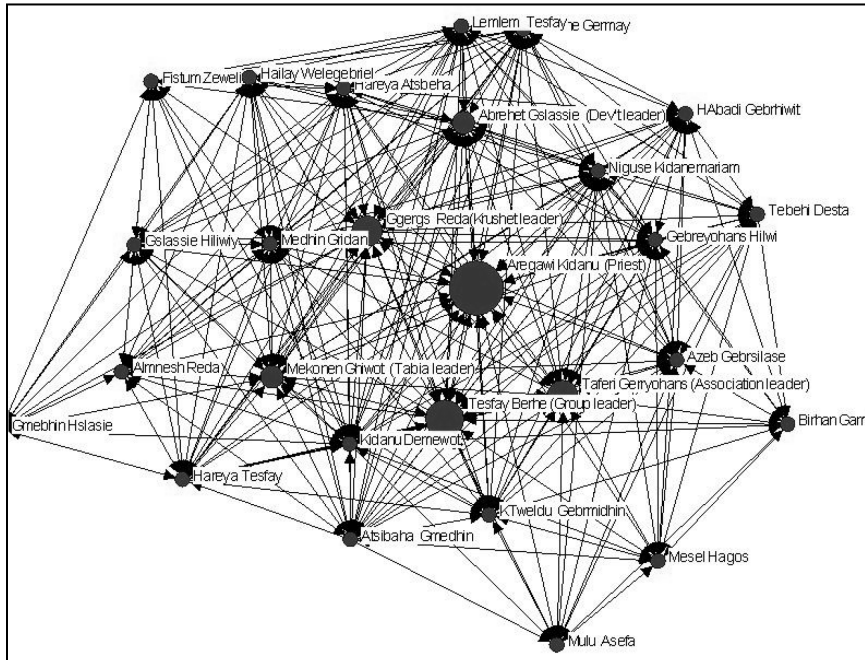 Lemlem Tesfay
ne Germay
Fistum Zeweli
Hailay Welegebriel
Hareya Atsbeha
HAbadi Gebrhiwit
Abrehet Gslassie (Dev't leader)
Niguse Kidanemariam
Tebehi Desta
Ggergs Reda(krushet leader)
Gslassie Hiliwiy
Medhin Gridan
Gebreyohans Hilwi
Aregawi Kidanu (Priest)
Azeb Gebrsilase
Almnesh Reda
Mekonen Ghiwot (Tabia leader)
Taferi Gerryohans (Association leader)
Tesfay Berhe (Group leader)
Gmebhin Hslasie
Birhan Garr
Kidanu Demewot
Hareya Tesfay
KTweldu Gebrmidhin
Atsibaha Gmedhin
Mesel Hagos
Mulu Asefa